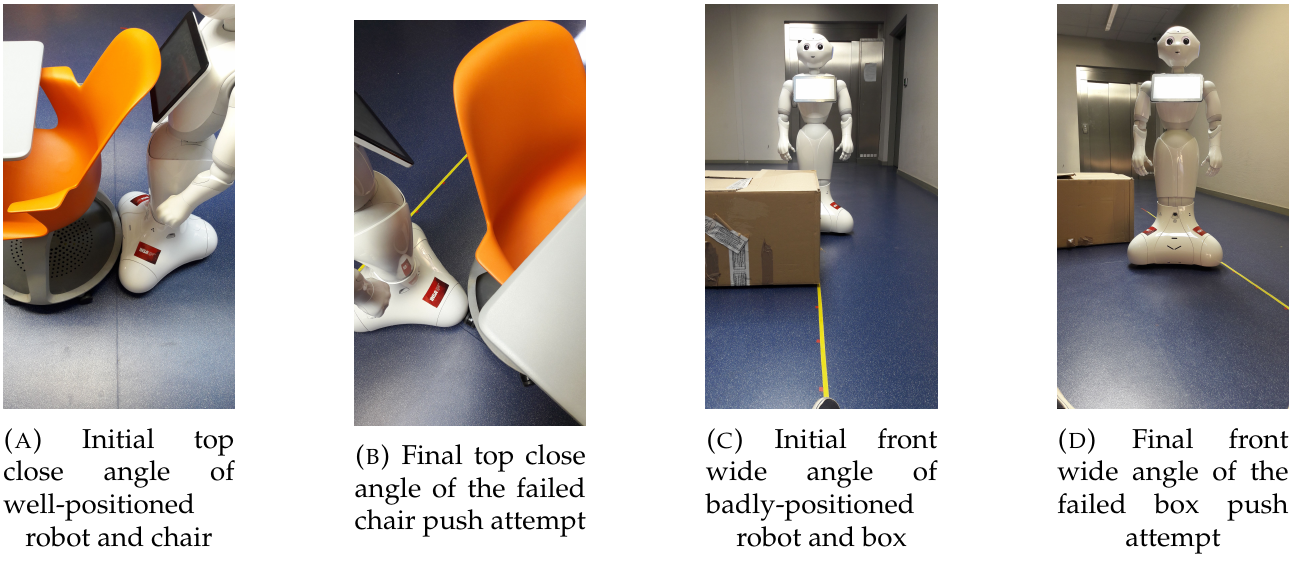 (A) Initial top
close angle of
well-positioned
robot and chair
(B) Final top close
angle of the failed
chair push attempt
(C) Initial front
wide angle of
badly-positioned
robot and box
(D) Final front
wide angle of the
failed box push
attempt